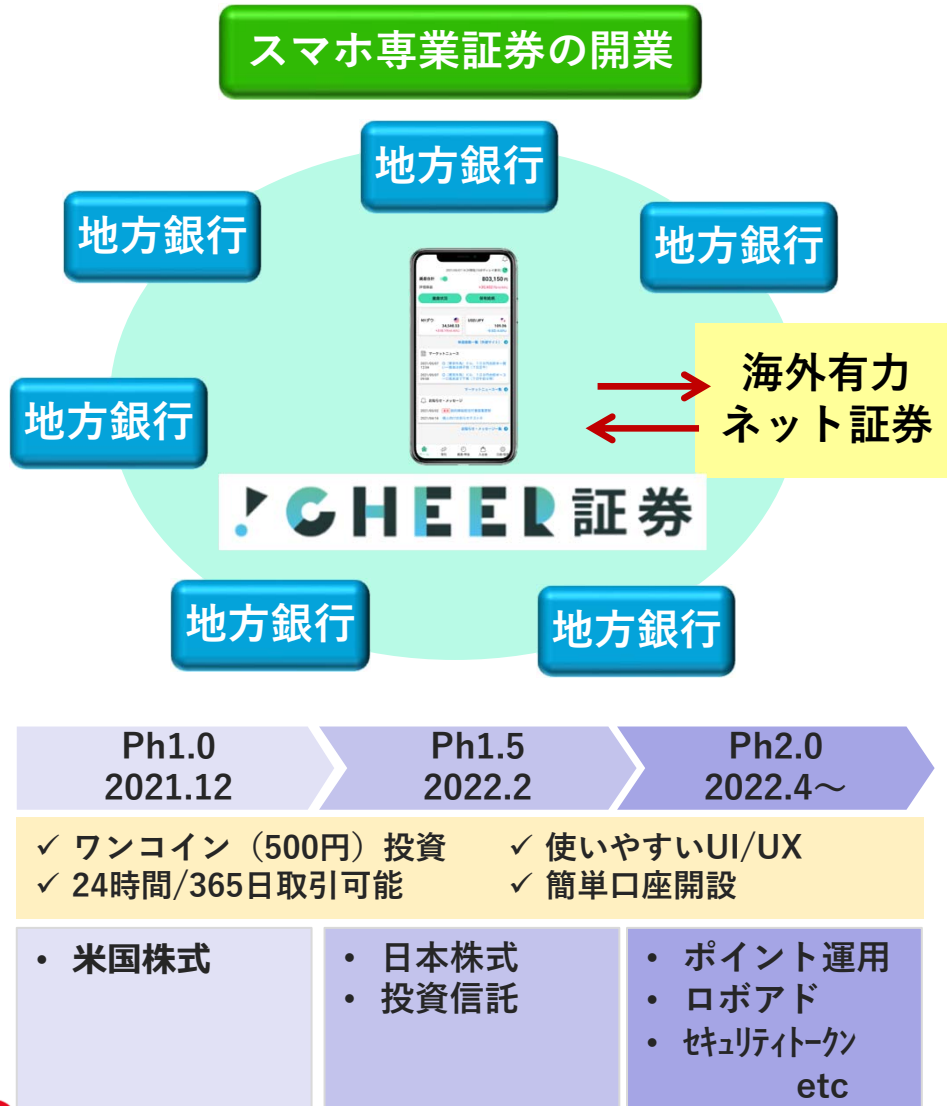 スマホ専業証券の開業
地方銀行
地方銀行
地方銀行
803,150
海外有力
ネット証券
地方銀行
CHEER証券
地方銀行
地方銀行
Ph1.0
2021.12
Ph1.5
2022.2
Ph2.0
2022.4～
✓ ワンコイン（500円）投資
✓ 使いやすいUI/UX
✓ 24時間/365日取引可能
✓ 簡単口座開設
• 米国株式
• 日本株式
• 投資信託
• ポイント運用
• ロボアド
• ｾｷｭﾘﾃｨﾄｰｸﾝ
etc